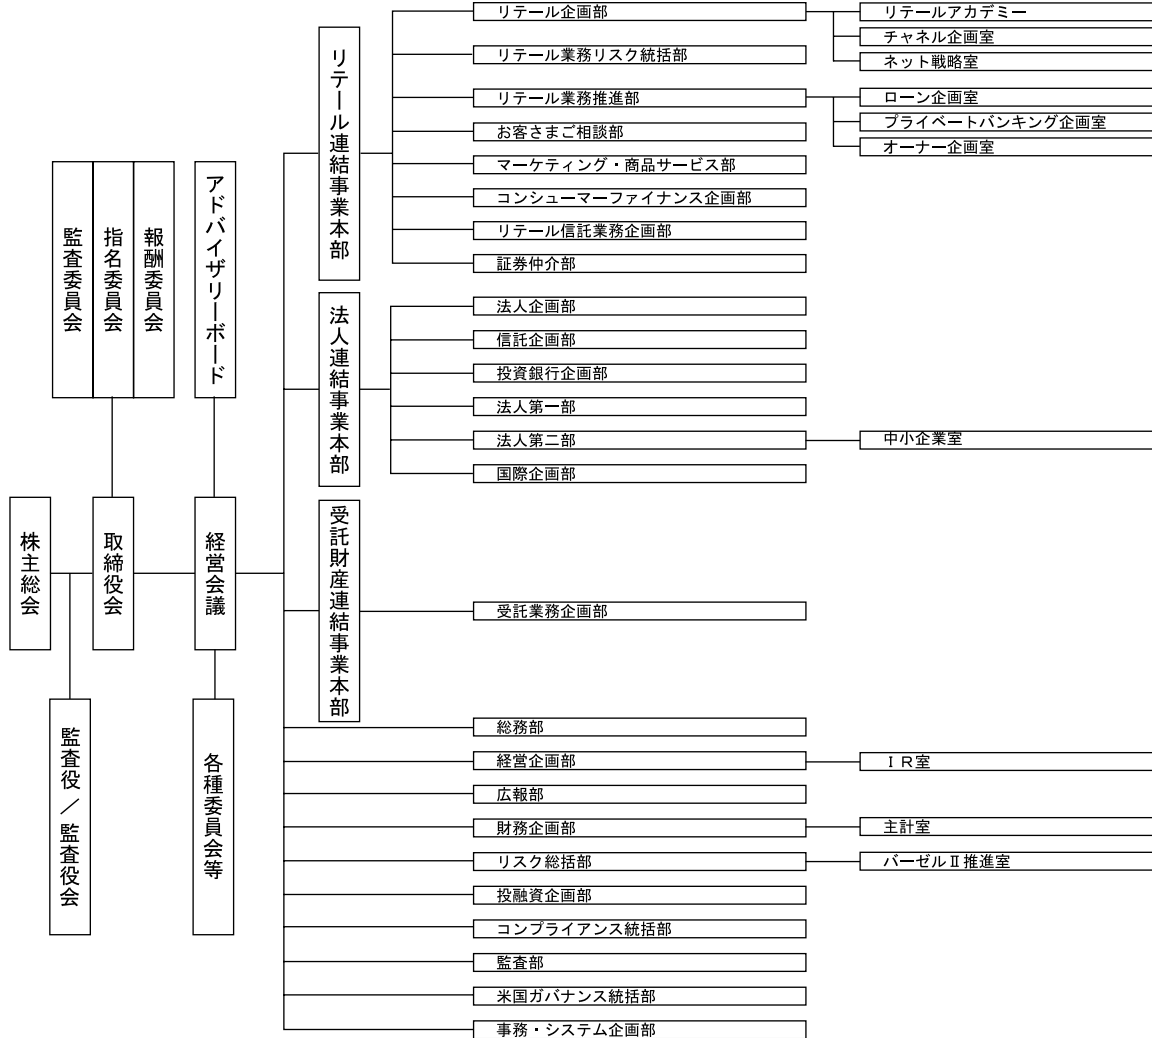 株主総会
監査役／監査役会
取締役会
監査委員会
指名委員会
報酬委員会
経営会議
アドバイザリーボード
各種委員会等
リテール連結事業本部
リテール企画部
リテールアカデミー
チャネル企画室
ネット戦略室
リテール業務リスク統括部
リテール業務推進部
ローン企画室
プライベートバンキング企画室
オーナー企画室
お客さまご相談部
マーケティング・商品サービス部
コンシューマーファイナンス企画部
リテール信託業務企画部
証券仲介部
法人連結事業本部
法人企画部
信託企画部
投資銀行企画部
法人第一部
法人第二部
中小企業室
国際企画部
受託財産連結事業本部
受託業務企画部
総務部
経営企画部
ＩＲ室
広報部
財務企画部
主計室
リスク総括部
バーゼルⅡ推進室
投融資企画部
コンプライアンス統括部
監査部
米国ガバナンス統括部
事務・システム企画部